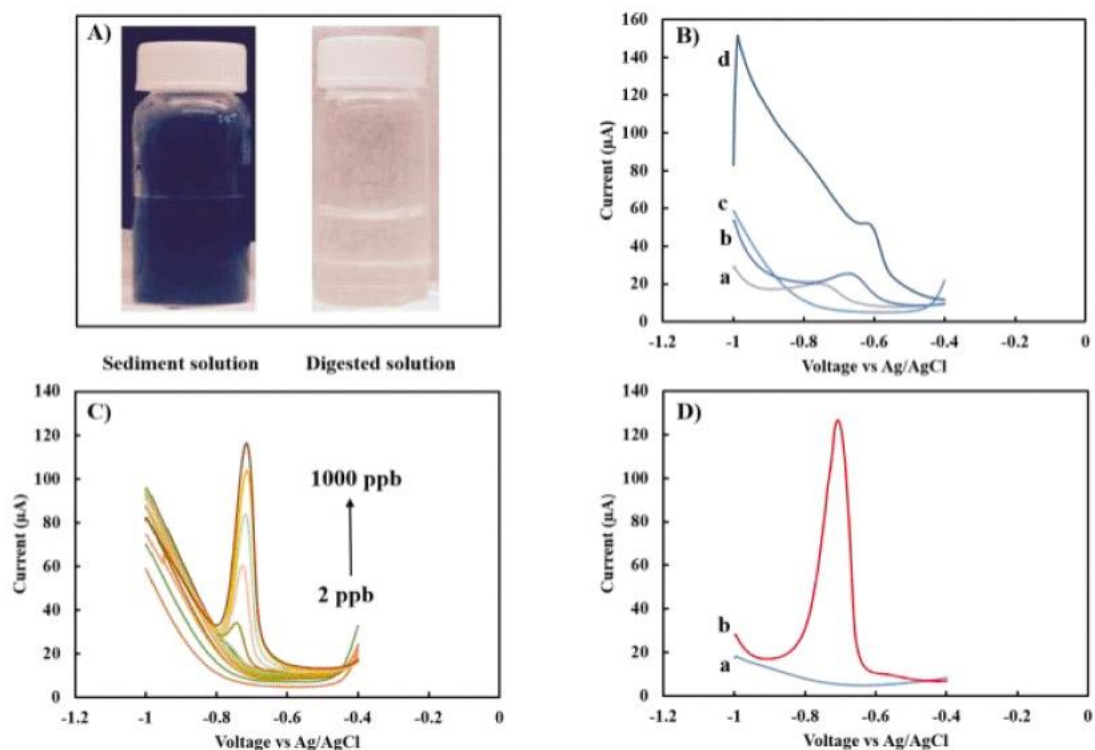 A)
Sediment solution Digested solution
B)
160
140
120
100
80
60
40
20
0
Current (µA)
d
c
b
a
-1.2 -1 -0.8 -0.6 -0.4 -0.2 0
Voltage vs Ag/AgCl
C)
140
120
100
80
60
40
20
0
Current (µA)
1000 ppb
2 ppb
-1.2 -1 -0.8 -0.6 -0.4 -0.2 0
Voltage vs Ag/AgCl
D)
140
120
100
80
60
40
20
0
Current (µA)
b
a
-1.2 -1 -0.8 -0.6 -0.4 -0.2 0
Voltage vs Ag/AgCl